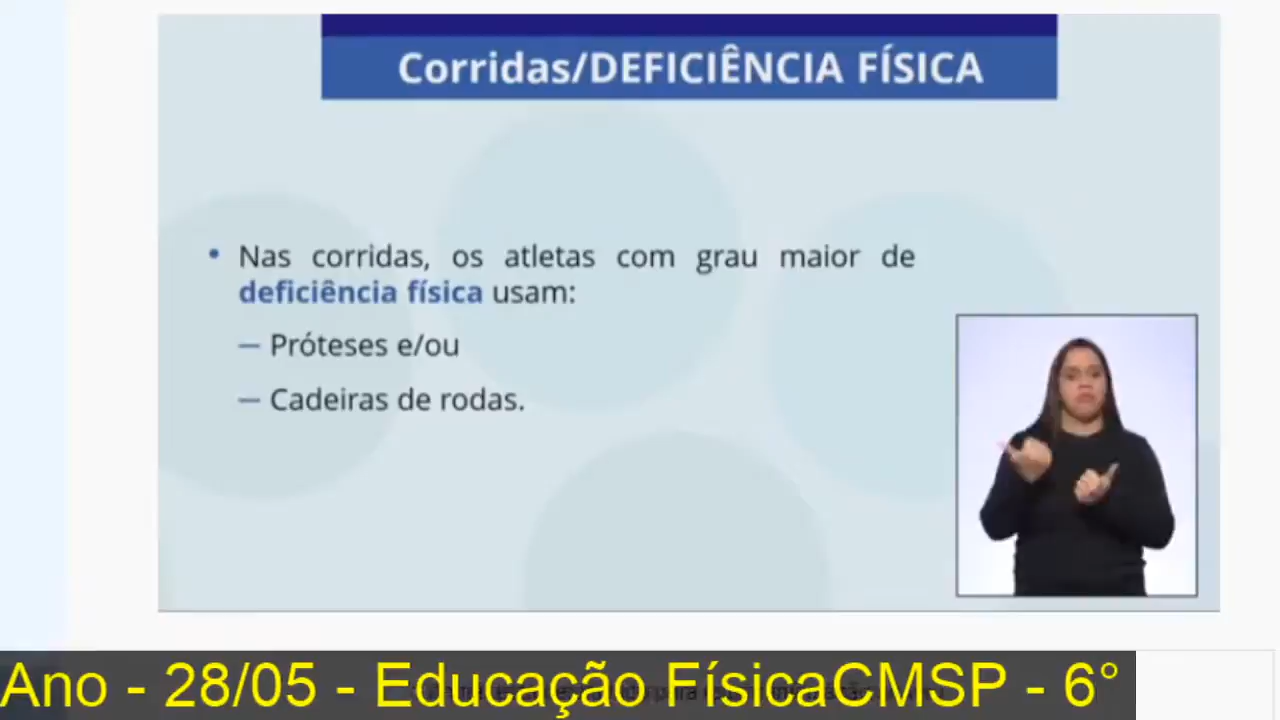 Corridas/DEFICIÊNCIA FÍSICA
• Nas corridas, os atletas com grau maior de
deficiência física usam:
– Próteses e/ou
– Cadeiras de rodas.
Ano - 28/05 - Educação FísicaCMSP - 6°